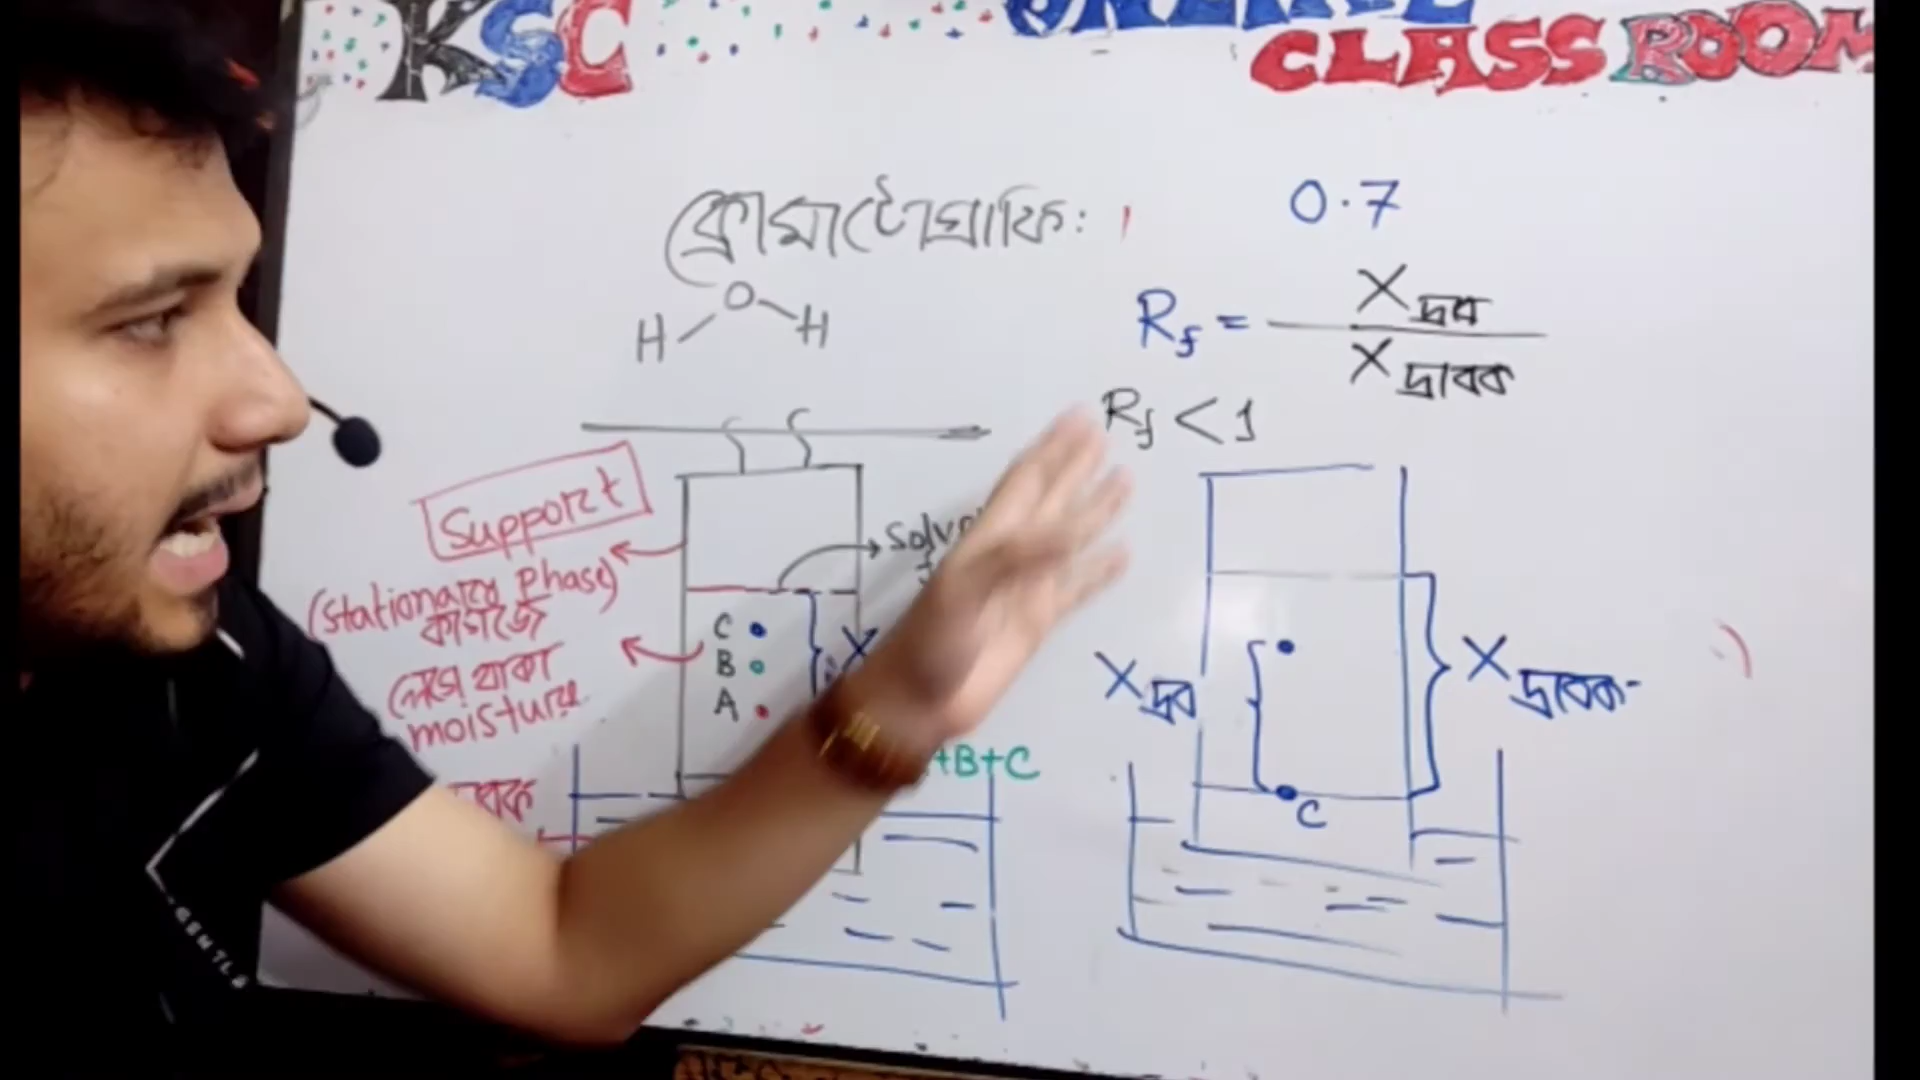 KSC
CLASS ROOM
ক্রোমাটোগ্রাফি:
0.7
H O H
Rf = X দ্রব / X দ্রাবক
Rf < 1
Support
(Stationary Phase)
কাগজে
লেগে থাকা
moisture
C
B
A
X
+B+C
X দ্রব
X দ্রাবক
C